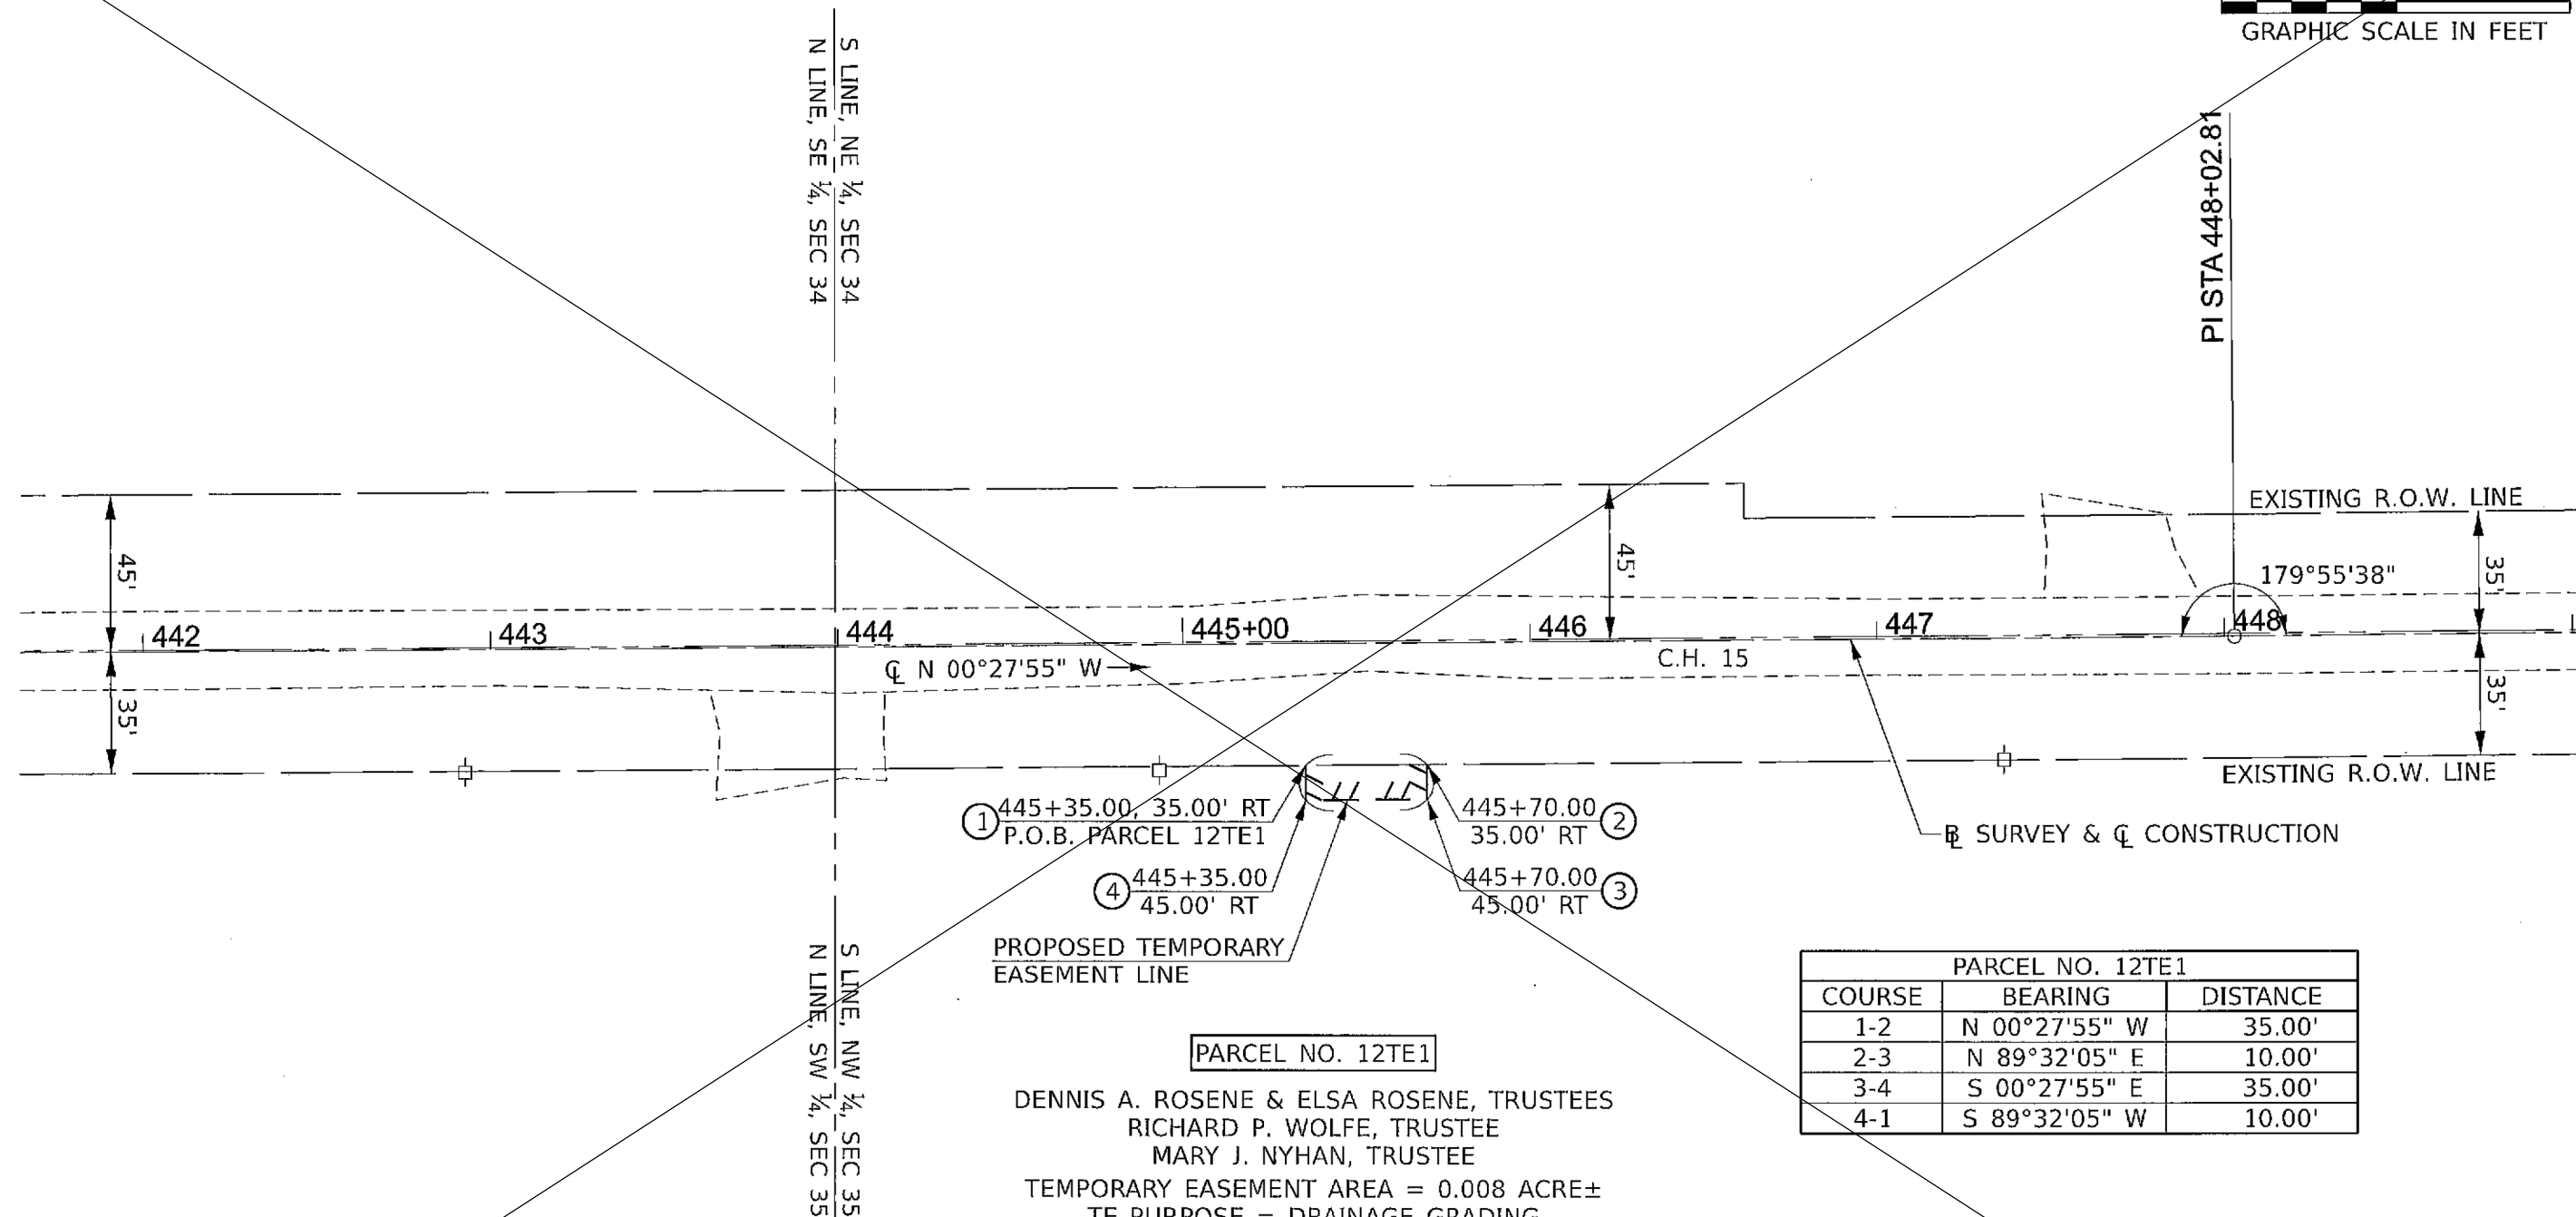 GRAPHIC SCALE IN FEET
S LINE, NE ¼, SEC 34
N LINE, SE ¼, SEC 34
PI STA 448+02.81
EXISTING R.O.W. LINE
45'
45'
35'
179°55'38"
442
443
444
445+00
446
447
448
℄ N 00°27'55" W
C.H. 15
35'
35'
EXISTING R.O.W. LINE
① 445+35.00, 35.00' RT
P.O.B. PARCEL 12TE1
445+70.00 ②
35.00' RT
④ 445+35.00
45.00' RT
445+70.00 ③
45.00' RT
BL SURVEY & ℄ CONSTRUCTION
PROPOSED TEMPORARY
EASEMENT LINE
S LINE, NW ¼, SEC 35
N LINE, SW ¼, SEC 35
PARCEL NO. 12TE1
COURSE BEARING DISTANCE
1-2 N 00°27'55" W 35.00'
2-3 N 89°32'05" E 10.00'
3-4 S 00°27'55" E 35.00'
4-1 S 89°32'05" W 10.00'
PARCEL NO. 12TE1
DENNIS A. ROSENE & ELSA ROSENE, TRUSTEES
RICHARD P. WOLFE, TRUSTEE
MARY J. NYHAN, TRUSTEE
TEMPORARY EASEMENT AREA = 0.008 ACRE±
TE PURPOSE = DRAINAGE GRADING